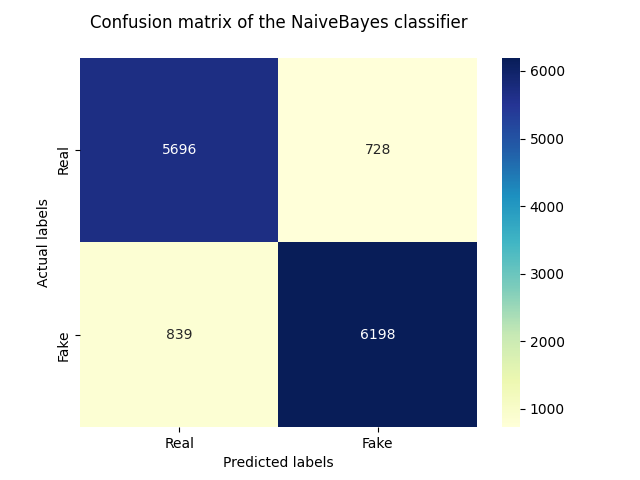 Confusion matrix of the NaiveBayes classifier
Actual labels
Real
5696
728
Fake
839
6198
Real
Fake
Predicted labels
6000
5000
4000
3000
2000
1000